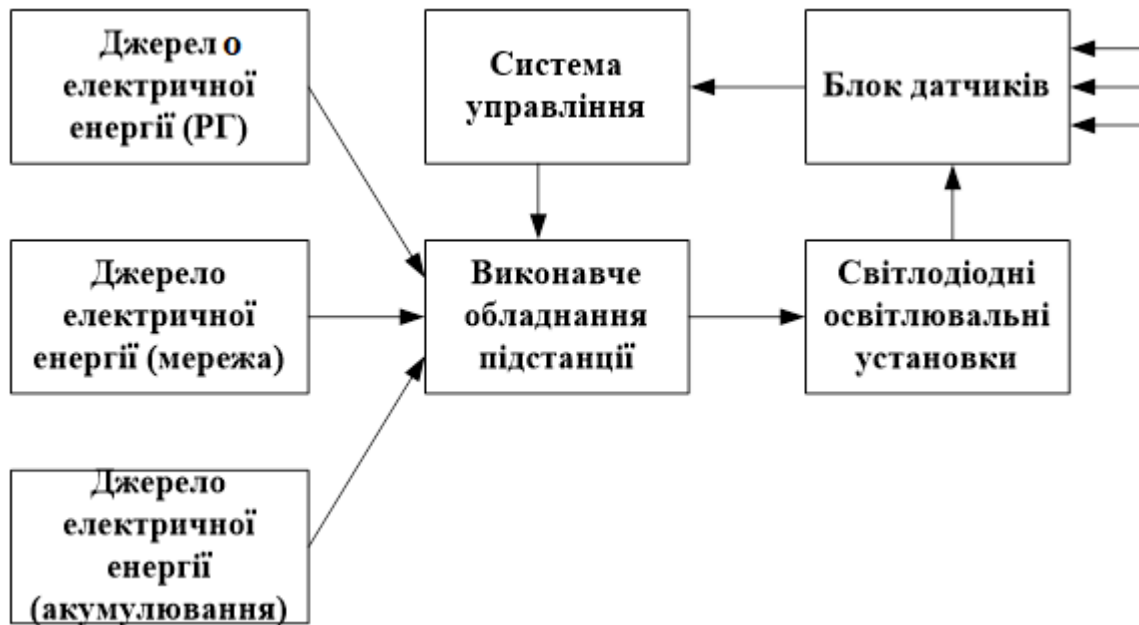 Джерело
електричної
енергії (РГ)
Система
управління
Блок датчиків
Джерело
електричної
енергії (мережа)
Виконавче
обладнання
підстанції
Світлодіодні
освітлювальні
установки
Джерело
електричної
енергії
(акумулювання)